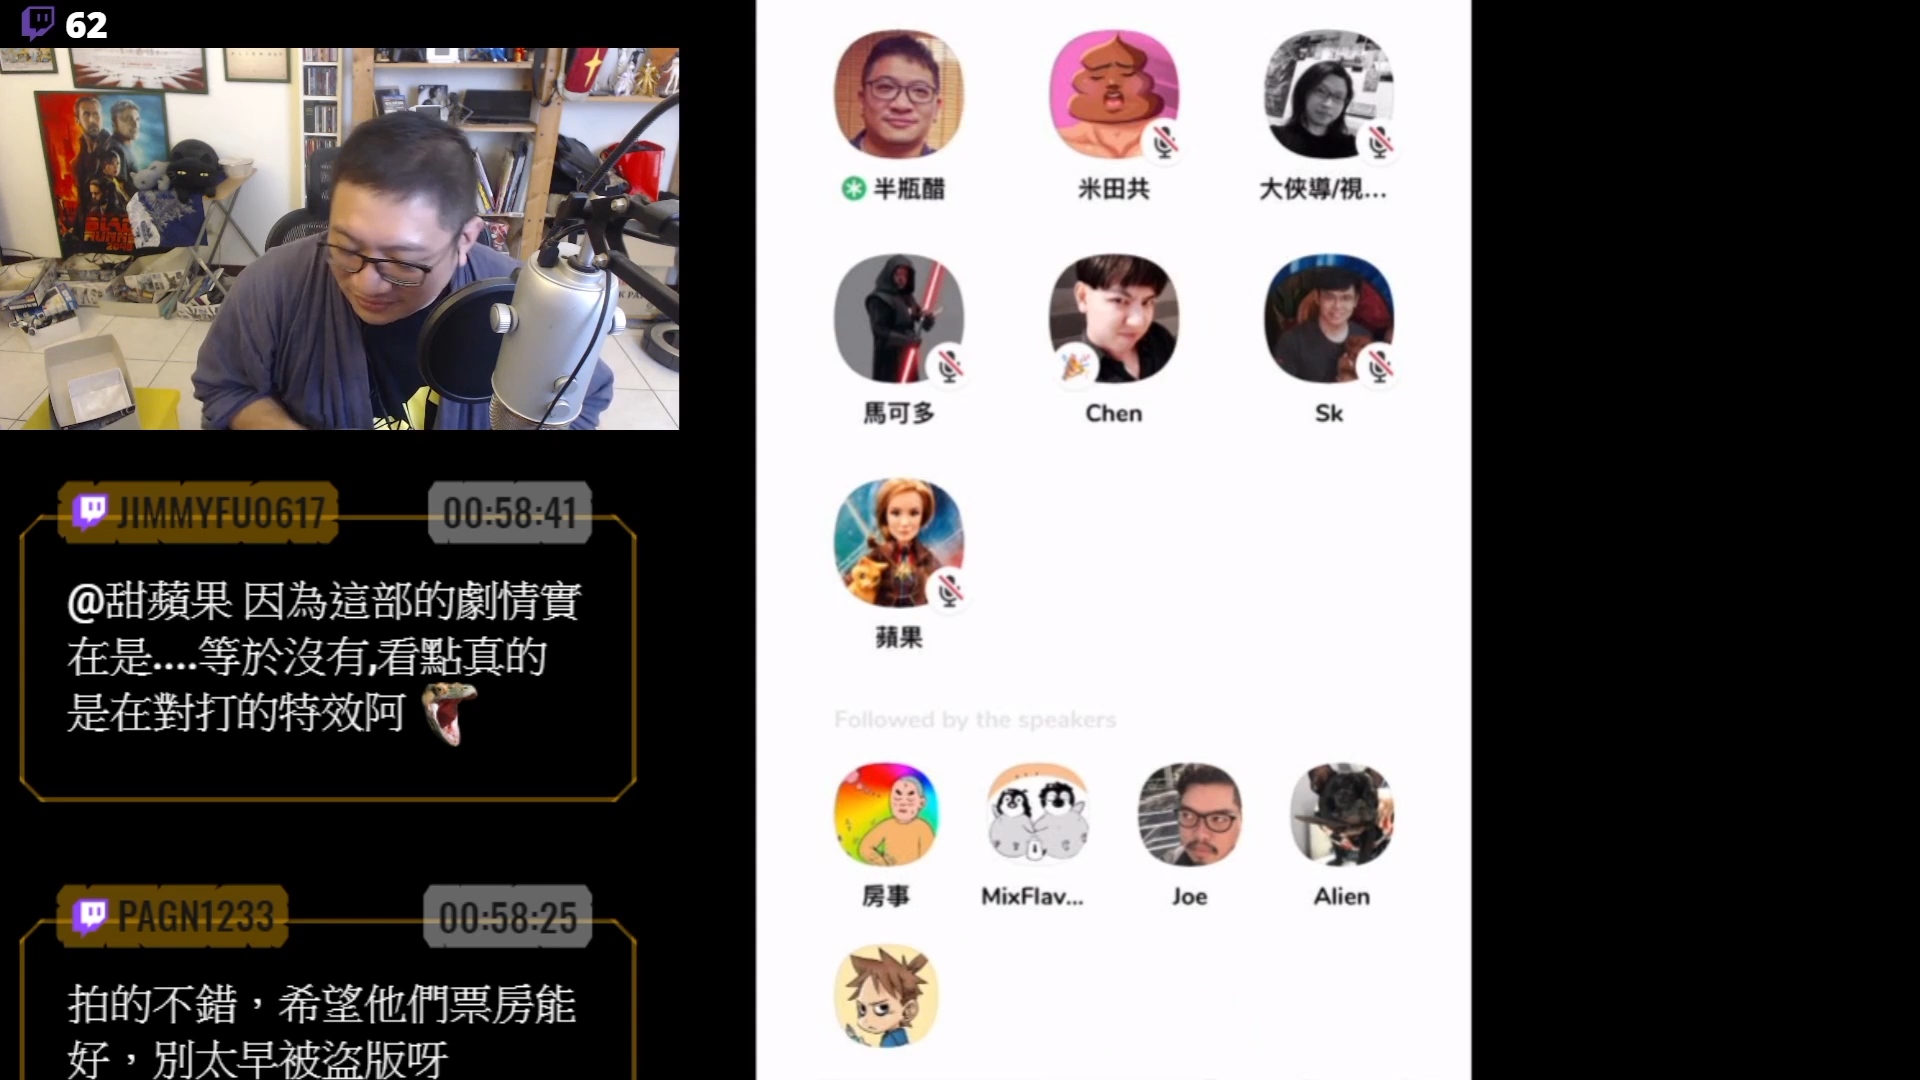 62
BLADE
RUNNER
2049
JIMMYFU0617
00:58:41
@甜蘋果 因為這部的劇情實
在是....等於沒有,看點真的
是在對打的特效阿
PAGN1233
00:58:25
拍的不錯，希望他們票房能
好，別太早被盜版呀
半瓶醋
米田共
大俠導/視...
馬可多
Chen
Sk
蘋果
Followed by the speakers
房事
MixFlav...
Joe
Alien